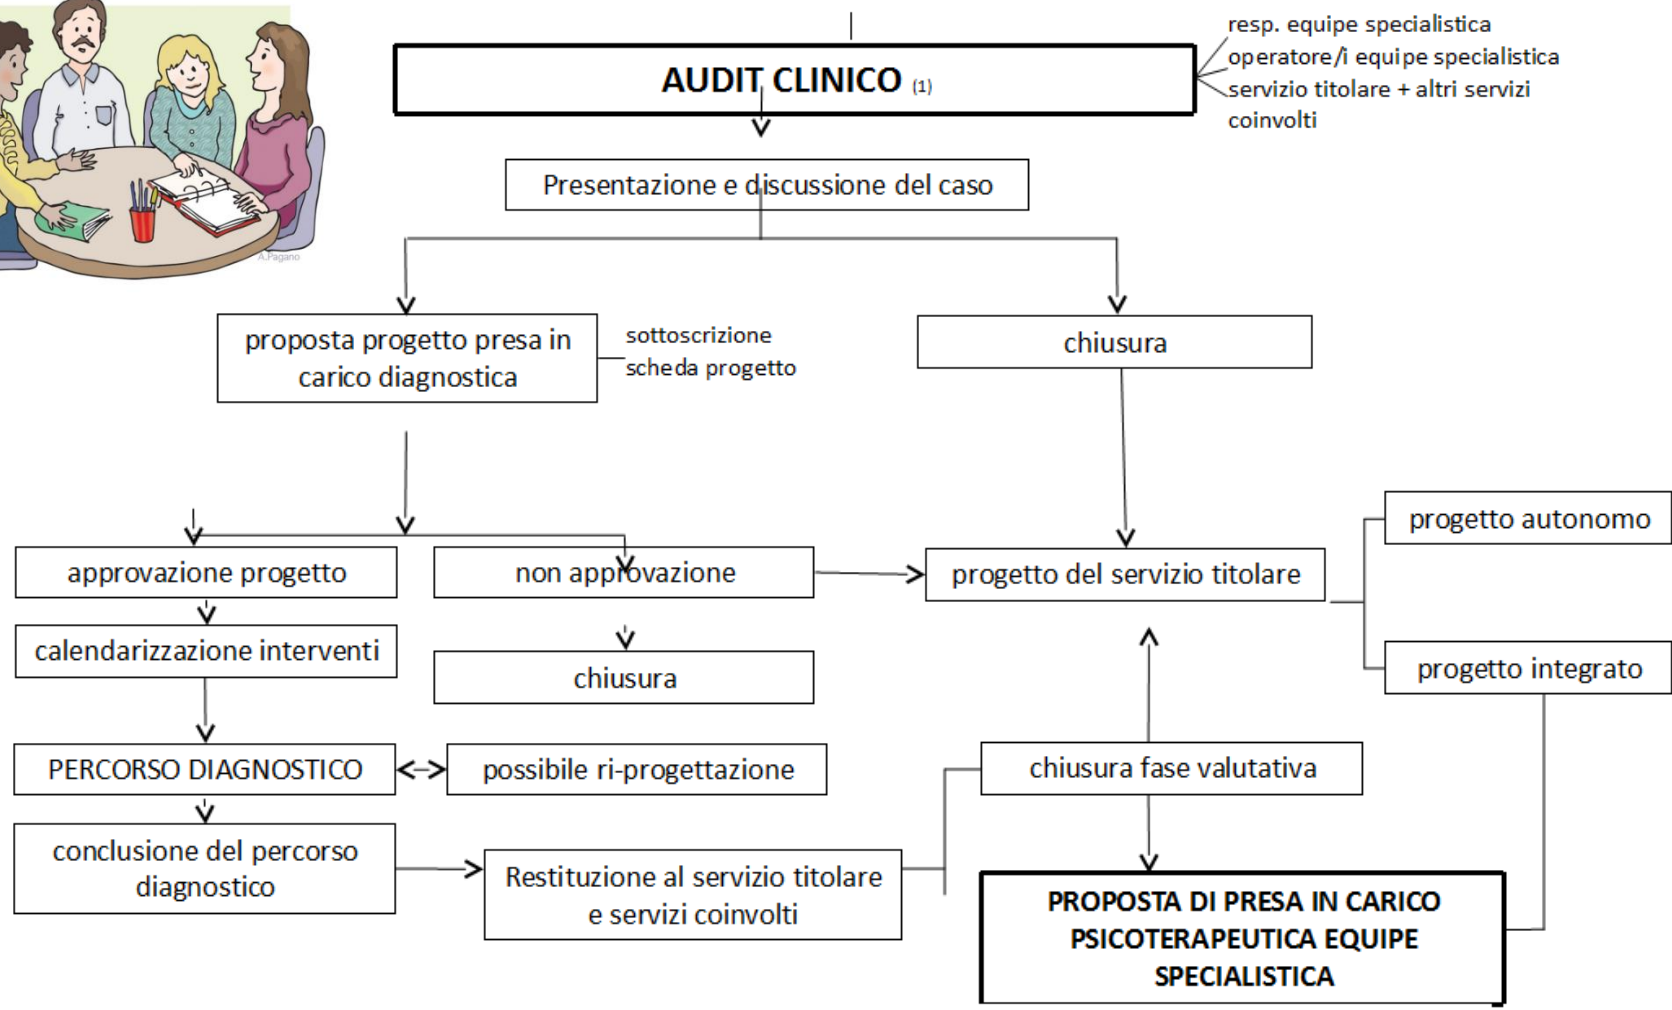 resp. equipe specialistica
operatore/i equipe specialistica
servizio titolare + altri servizi
coinvolti
AUDIT CLINICO (1)
Presentazione e discussione del caso
A.Pagano
proposta progetto presa in
carico diagnostica
sottoscrizione
scheda progetto
chiusura
approvazione progetto
non approvazione
progetto del servizio titolare
progetto autonomo
progetto integrato
calendarizzazione interventi
chiusura
PERCORSO DIAGNOSTICO
possibile ri-progettazione
chiusura fase valutativa
conclusione del percorso
diagnostico
Restituzione al servizio titolare
e servizi coinvolti
PROPOSTA DI PRESA IN CARICO
PSICOTERAPEUTICA EQUIPE
SPECIALISTICA